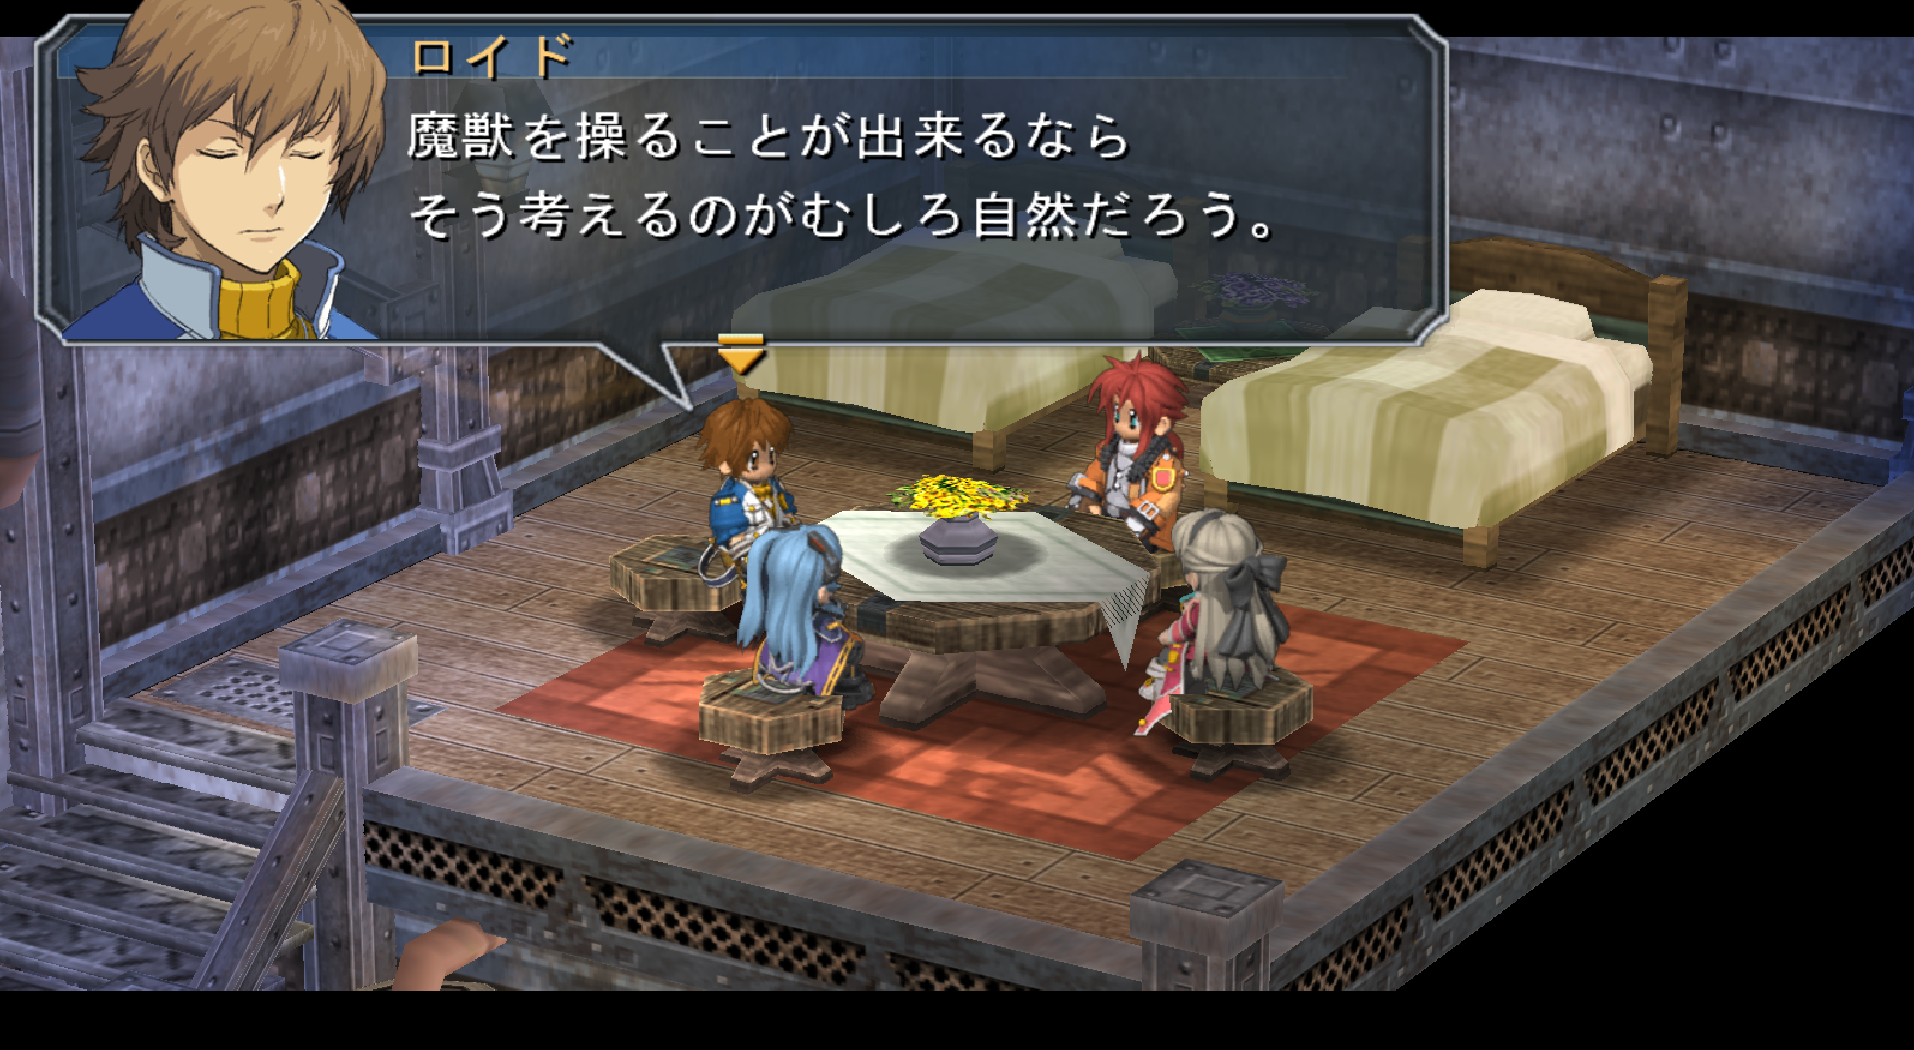 ロイド
魔獣を操ることが出来るなら
そう考えるのがむしろ自然だろう。